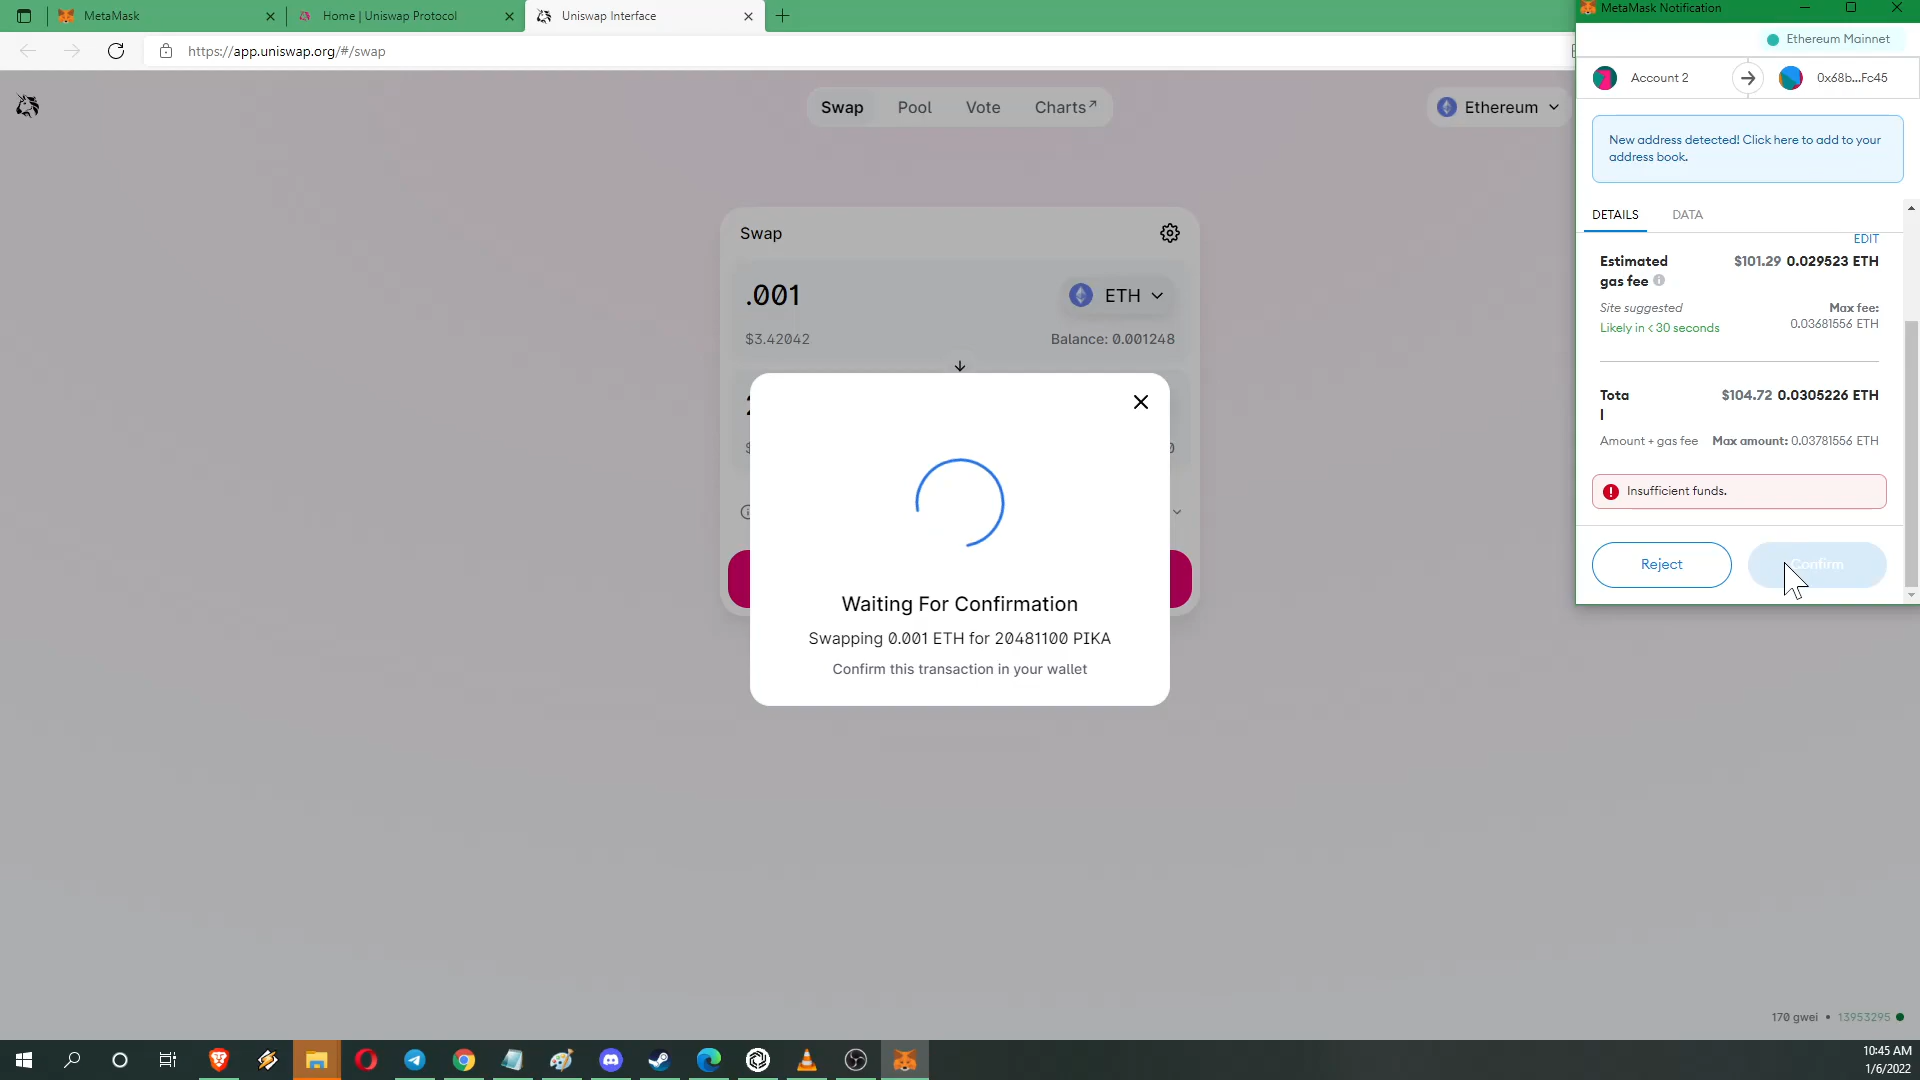 MetaMask
Home | Uniswap Protocol
Uniswap Interface
https://app.uniswap.org/#/swap
Swap
Pool
Vote
Charts↗
Ethereum
Swap
.001
ETH
$3.42042
Balance: 0.001248
Waiting For Confirmation
Swapping 0.001 ETH for 20481100 PIKA
Confirm this transaction in your wallet
MetaMask Notification
Ethereum Mainnet
Account 2
0x68b...Fc45
New address detected! Click here to add to your
address book.
DETAILS
DATA
EDIT
Estimated
gas fee
$101.29 0.029523 ETH
Site suggested
Likely in < 30 seconds
Max fee:
0.03681556 ETH
Tota
l
$104.72 0.0305226 ETH
Amount + gas fee
Max amount: 0.03781556 ETH
Insufficient funds.
Reject
Confirm
170 gwei • 13953295
10:45 AM
1/6/2022